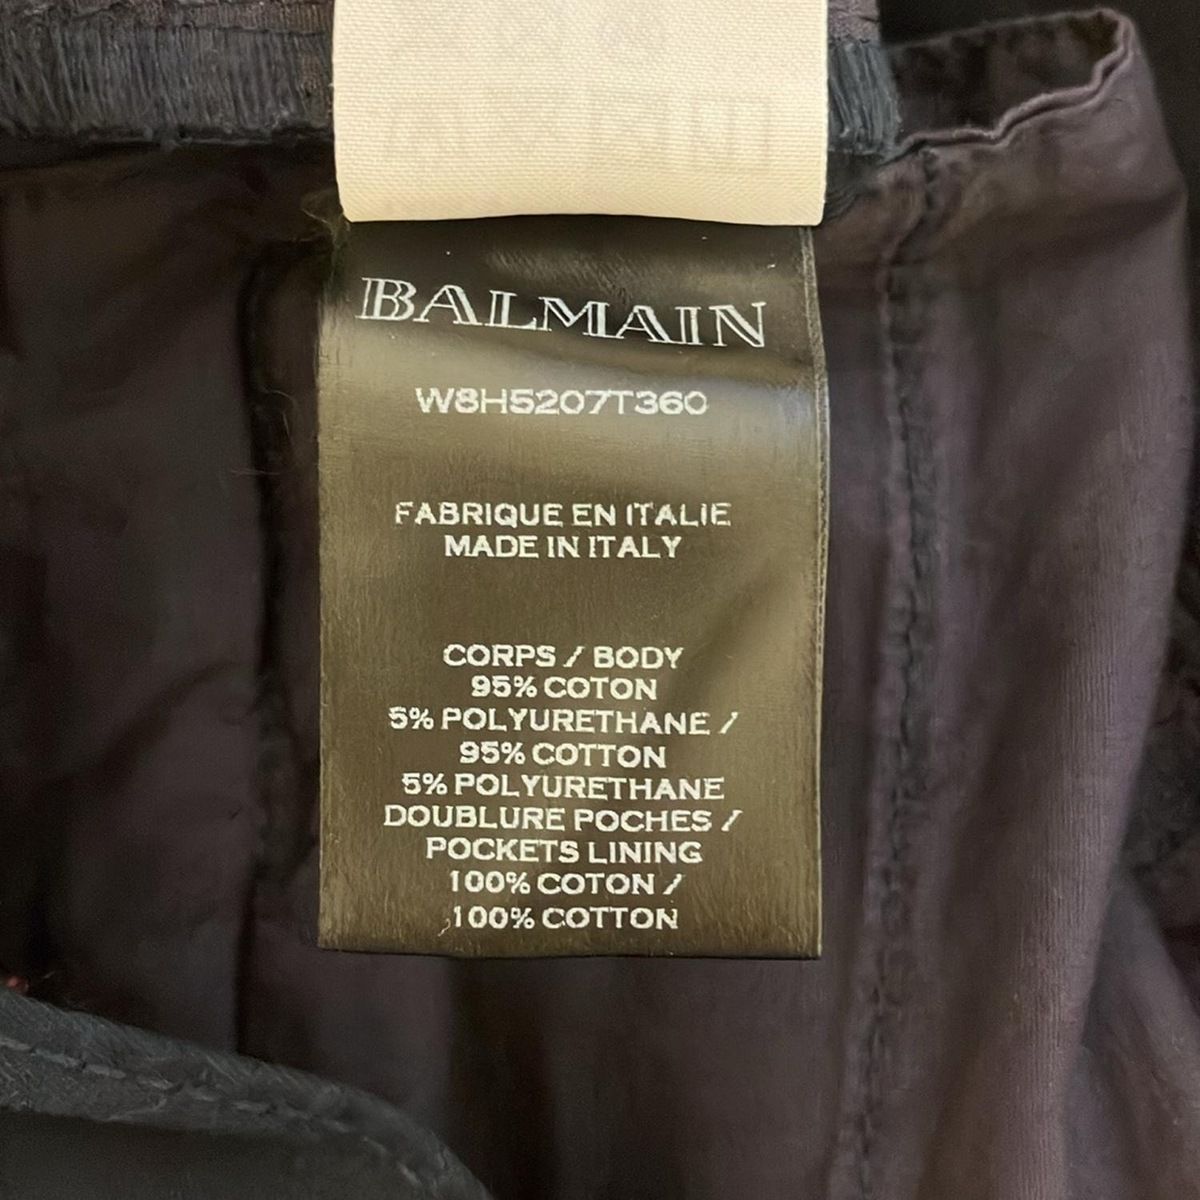 BALMAIN
W8H5207T360
FABRIQUE EN ITALIE
MADE IN ITALY
CORPS / BODY
95% COTON
5% POLYURETHANE /
95% COTTON
5% POLYURETHANE
DOUBLURE POCHES /
POCKETS LINING
100% COTON /
100% COTTON